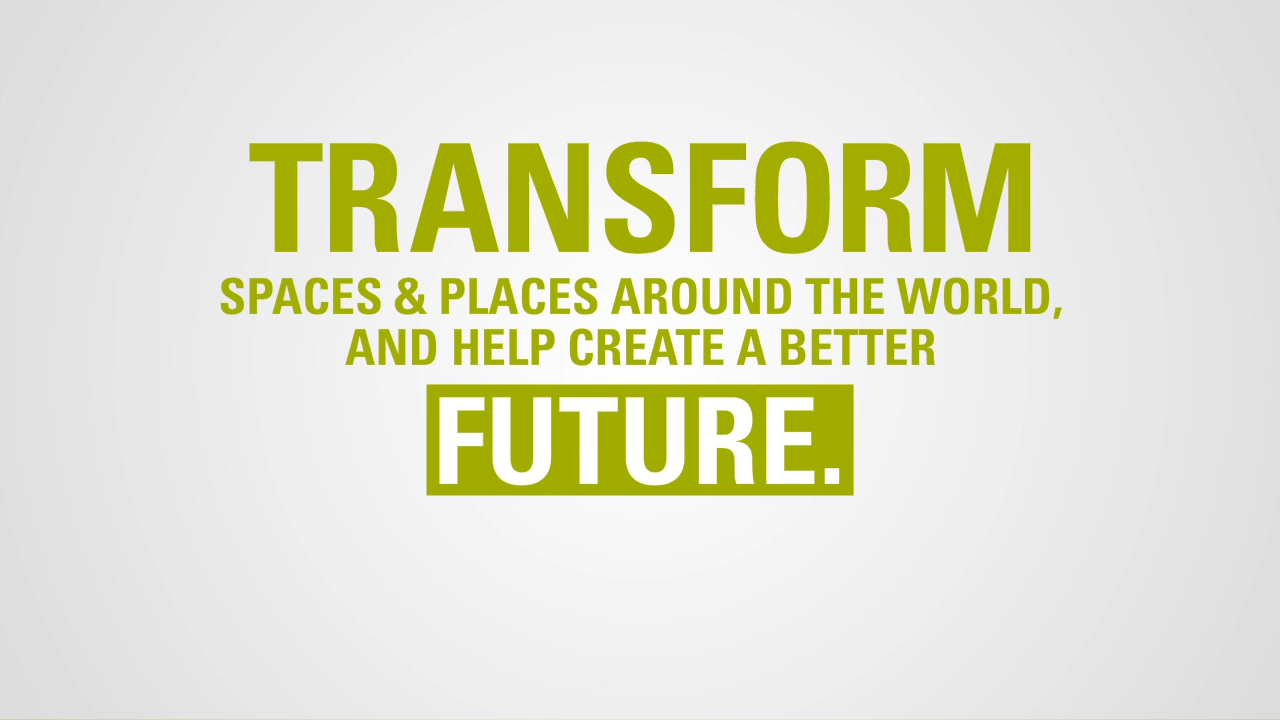 TRANSFORM
SPACES & PLACES AROUND THE WORLD,
AND HELP CREATE A BETTER
FUTURE.